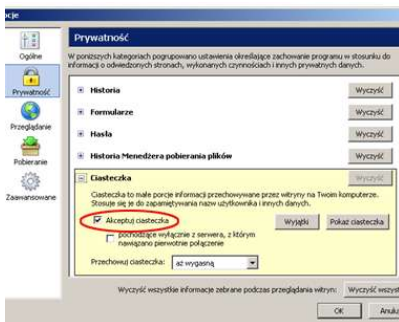 cje
Ogólne
Prywatność
Przeglądanie
Pobieranie
Zaawansowane
Prywatność
W poniższych kategoriach pogrupowano ustawienia określające zachowanie programu w stosunku do
informacji o odwiedzonych stronach, wykonanych czynnościach i innych prywatnych danych.
Historia Wyczyść
Formularze Wyczyść
Hasła Wyczyść
Historia Menedżera pobierania plików Wyczyść
Ciasteczka Wyczyść
Ciasteczka to małe porcje informacji przechowywane przez witryny na Twoim komputerze.
Stosuje się je do zapamiętywania nazw użytkownika i innych danych.
Akceptuj ciasteczka Wyjątki Pokaż ciasteczka
pochodzące wyłącznie z serwera, z którym
nawiązano pierwotnie połączenie
Przechowuj ciasteczka: aż wygasną
Wyczyść wszystkie informacje zebrane podczas przeglądania witryn: Wyczyść wszyst
OK Anulu